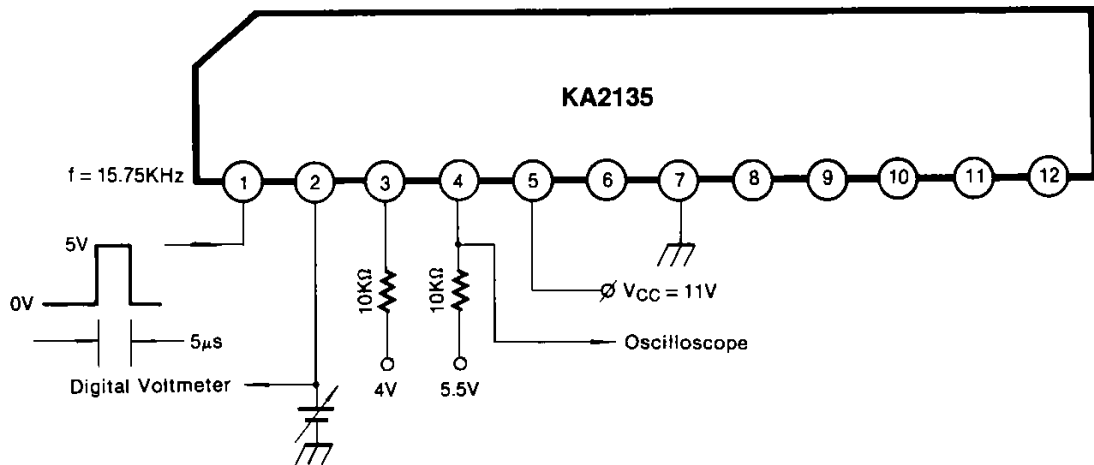 KA2135
f = 15.75KHz
1 2 3 4 5 6 7 8 9 10 11 12
5V
0V
5μs
10KΩ
10KΩ
VCC = 11V
Oscilloscope
Digital Voltmeter
4V
5.5V